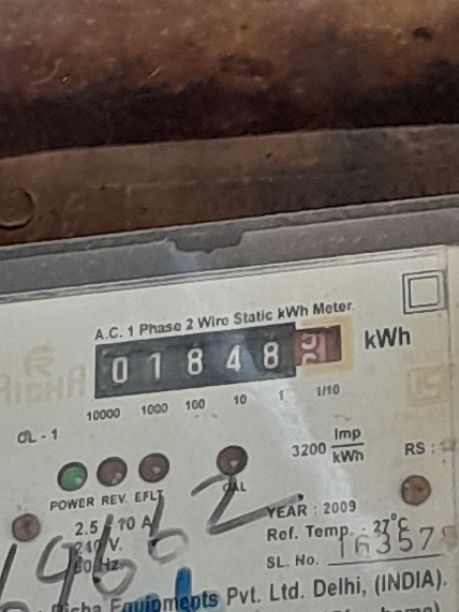 A.C. 1 Phase 2 Wire Static kWh Meter.
0 1 8 4 8 kWh
10000 1000 100 10 1 1/10
CL - 1
3200 Imp/kWh
RS :
POWER REV. EFLT CAL
YEAR : 2009
2.5 - 10 A
Ref. Temp. : 27°C
240 V.
SL. No. 163578
50 Hz.
Richa Equipments Pvt. Ltd. Delhi, (INDIA).